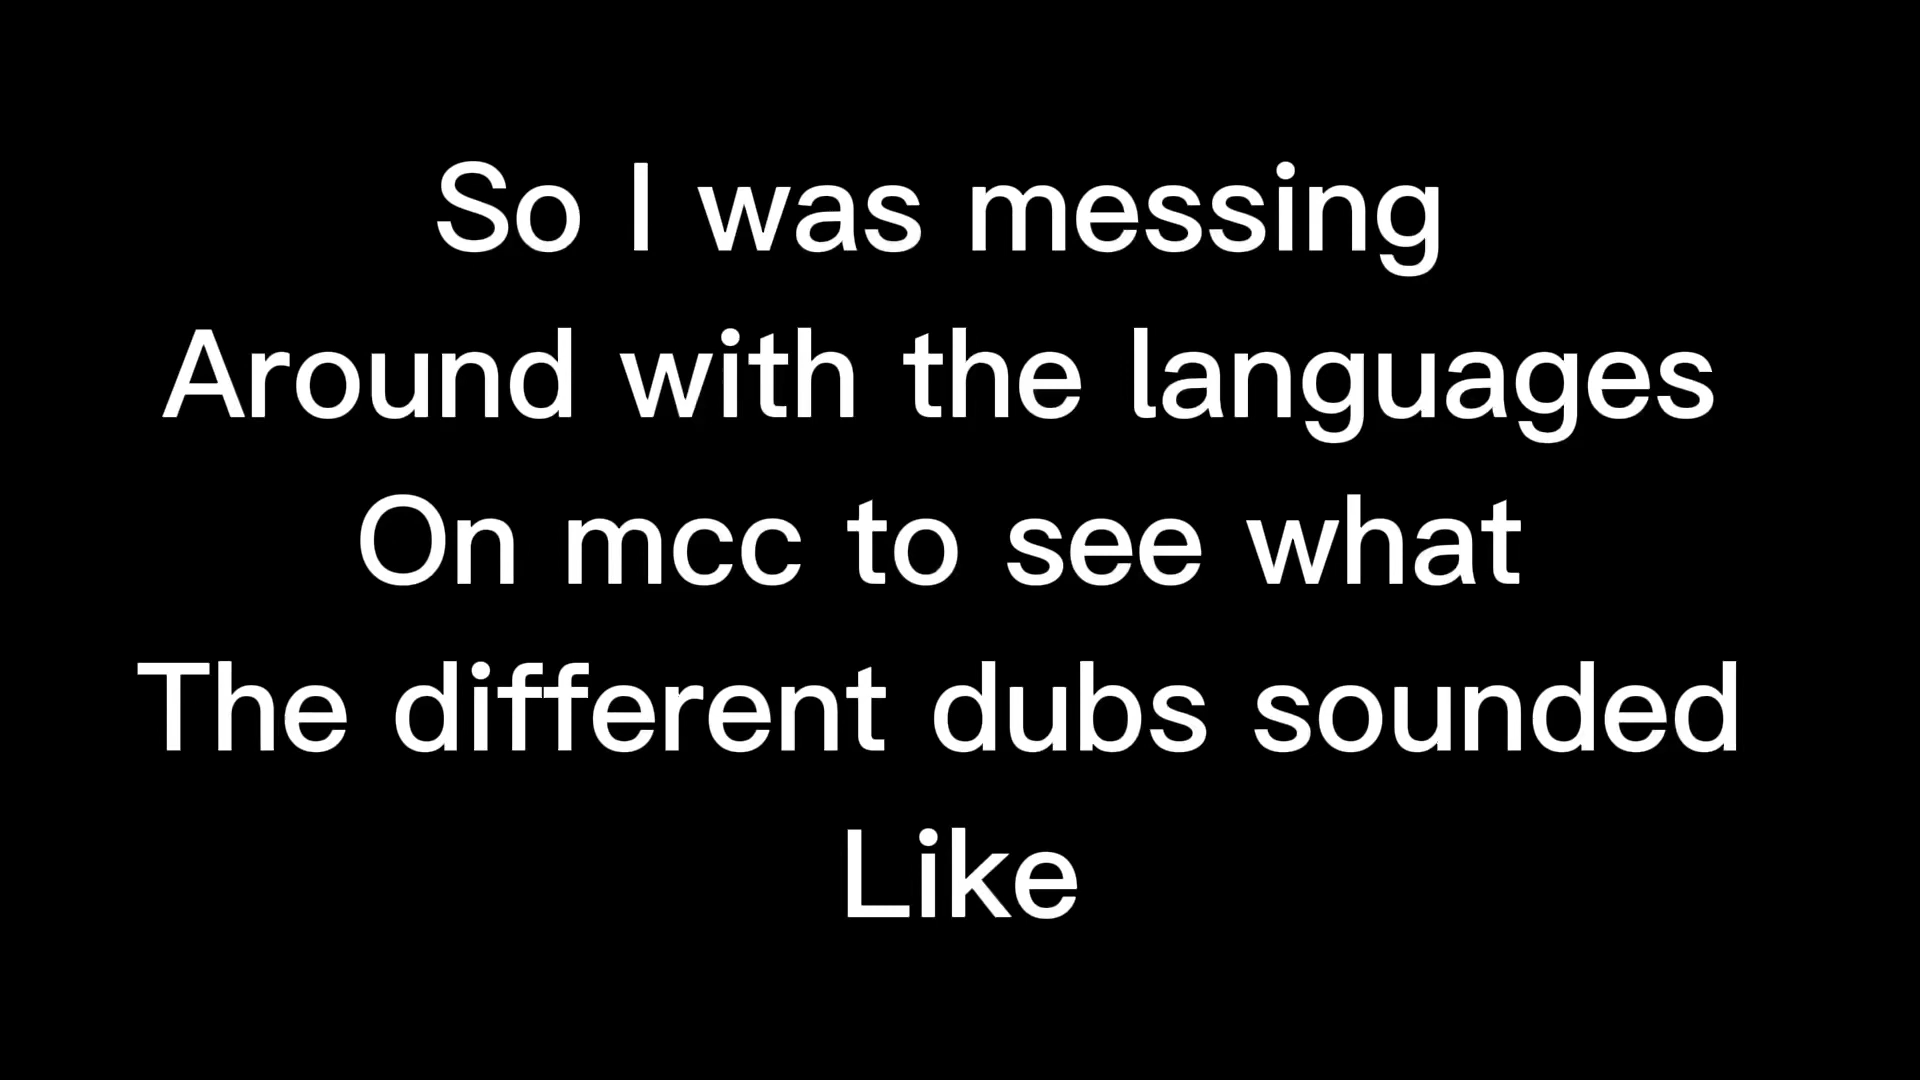 So I was messing
Around with the languages
On mcc to see what
The different dubs sounded
Like